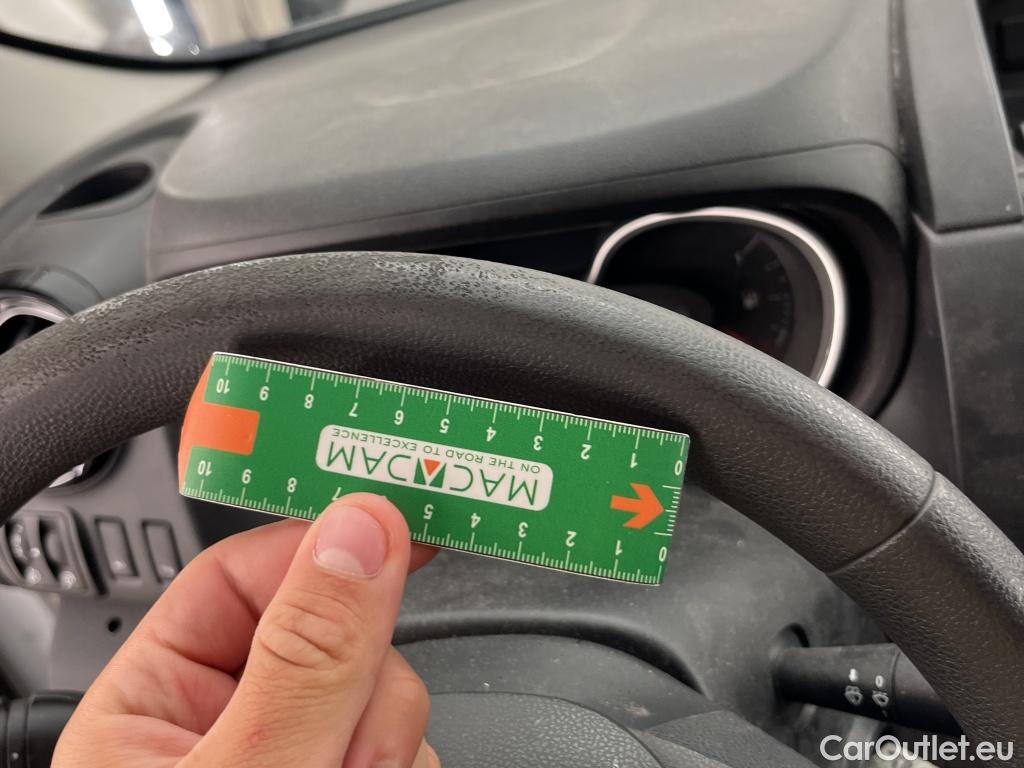 10 9 8 7 6 5 4 3 2 1 0
ON THE ROAD TO EXCELLENCE
MACADAM
10 9 8 7 5 4 3 2 1 0
0
CarOutlet.eu